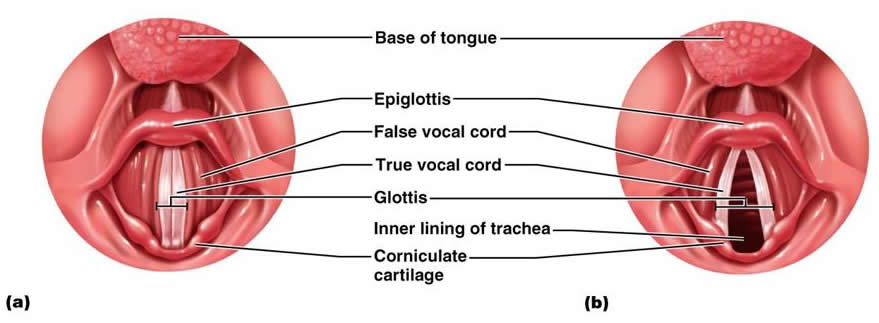 Base of tongue
Epiglottis
False vocal cord
True vocal cord
Glottis
Inner lining of trachea
Corniculate
cartilage
(a)
(b)